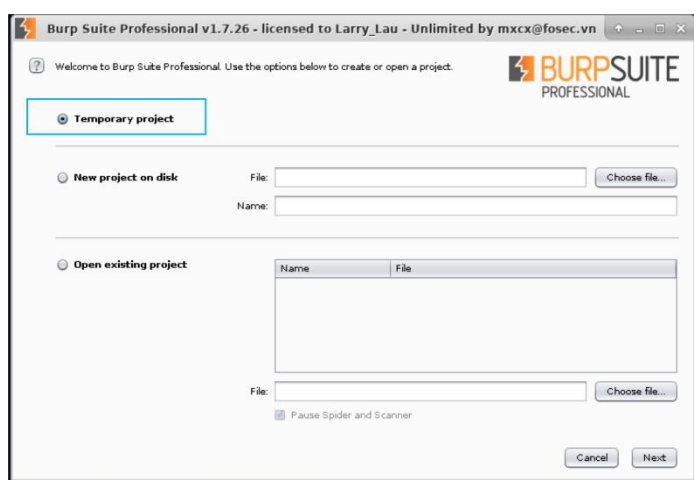 Burp Suite Professional v1.7.26 - licensed to Larry_Lau - Unlimited by mxcx@fosec.vn
? Welcome to Burp Suite Professional. Use the options below to create or open a project.
BURPSUITE
PROFESSIONAL
Temporary project
New project on disk
File:
Choose file...
Name:
Open existing project
Name
File
File:
Choose file...
Pause Spider and Scanner
Cancel
Next